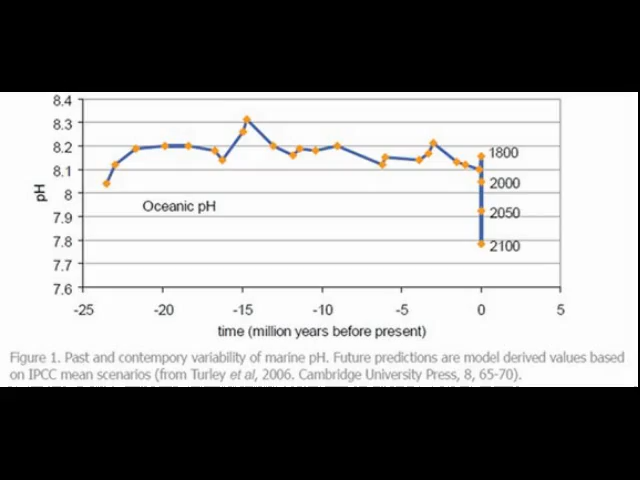 8.4
8.3
8.2
8.1
8
7.9
7.8
7.7
7.6
pH
Oceanic pH
1800
2000
2050
2100
-25 -20 -15 -10 -5 0 5
time (million years before present)
Figure 1. Past and contempory variability of marine pH. Future predictions are model derived values based
on IPCC mean scenarios (from Turley et al, 2006. Cambridge University Press, 8, 65-70).